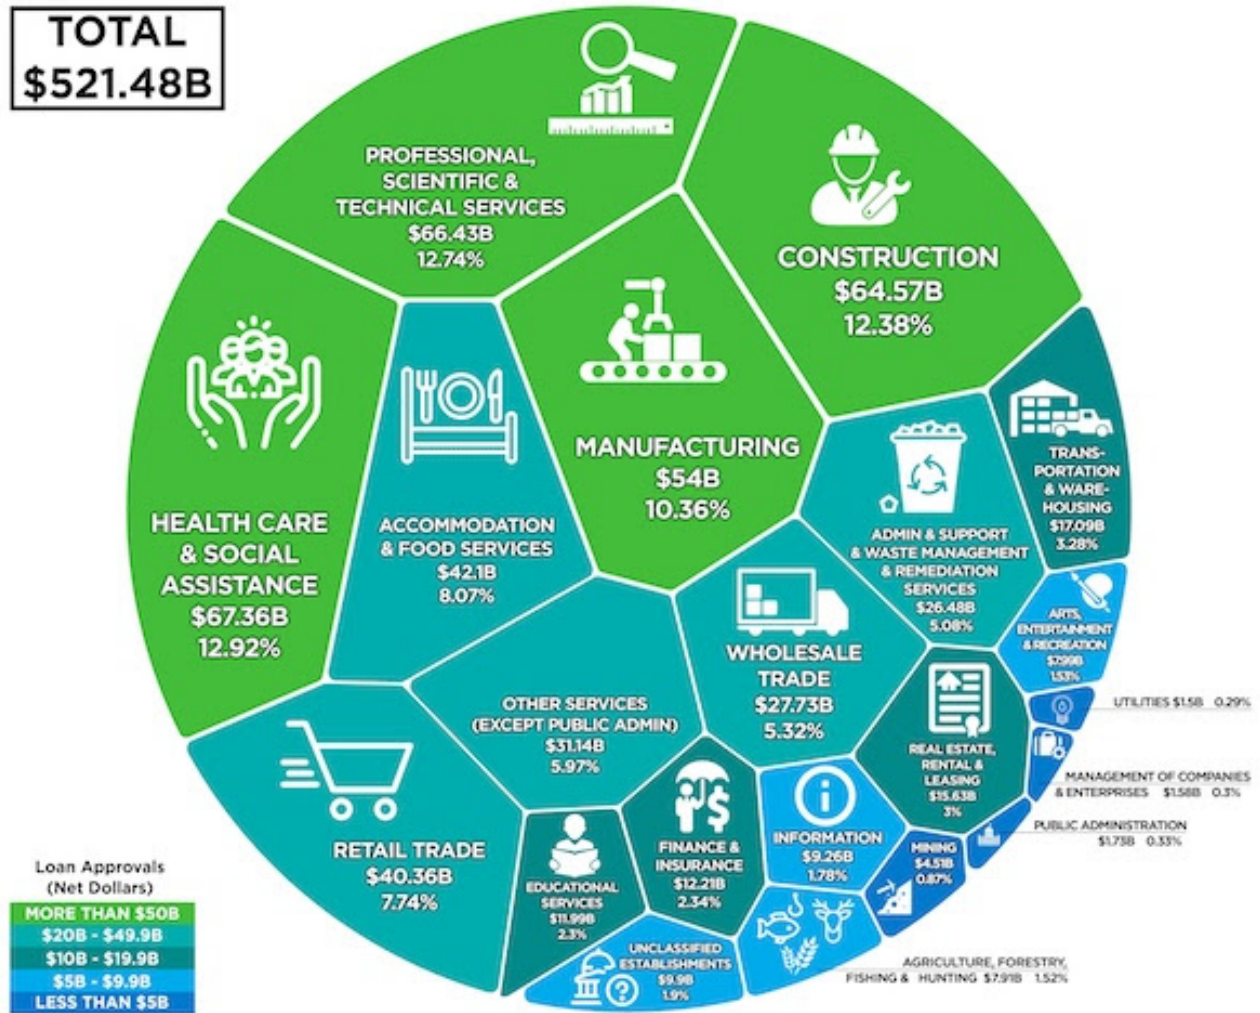 TOTAL
$521.48B
PROFESSIONAL,
SCIENTIFIC &
TECHNICAL SERVICES
$66.43B
12.74%
CONSTRUCTION
$64.57B
12.38%
MANUFACTURING
$54B
10.36%
HEALTH CARE
& SOCIAL
ASSISTANCE
$67.36B
12.92%
ACCOMMODATION
& FOOD SERVICES
$42.1B
8.07%
TRANS-
PORTATION
& WARE-
HOUSING
$17.09B
3.28%
ADMIN & SUPPORT
& WASTE MANAGEMENT
& REMEDIATION
SERVICES
$26.48B
5.08%
ARTS,
ENTERTAINMENT
& RECREATION
$7.99B
1.53%
WHOLESALE
TRADE
$27.73B
5.32%
OTHER SERVICES
(EXCEPT PUBLIC ADMIN)
$31.14B
5.97%
UTILITIES $1.5B 0.29%
REAL ESTATE,
RENTAL &
LEASING
$15.63B
3%
MANAGEMENT OF COMPANIES
& ENTERPRISES $1.58B 0.3%
PUBLIC ADMINISTRATION
$1.73B 0.33%
RETAIL TRADE
$40.36B
7.74%
INFORMATION
$9.26B
1.78%
MINING
$4.51B
0.87%
FINANCE &
INSURANCE
$12.21B
2.34%
EDUCATIONAL
SERVICES
$11.99B
2.3%
UNCLASSIFIED
ESTABLISHMENTS
$9.9B
1.9%
AGRICULTURE, FORESTRY,
FISHING & HUNTING $7.91B 1.52%
Loan Approvals
(Net Dollars)
MORE THAN $50B
$20B - $49.9B
$10B - $19.9B
$5B - $9.9B
LESS THAN $5B